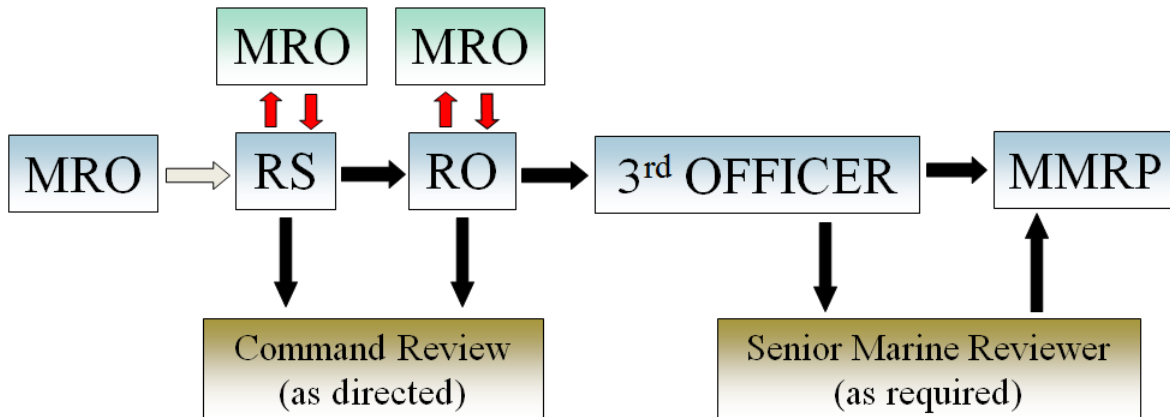 MRO
MRO
MRO
RS
RO
3rd OFFICER
MMRP
Command Review
(as directed)
Senior Marine Reviewer
(as required)